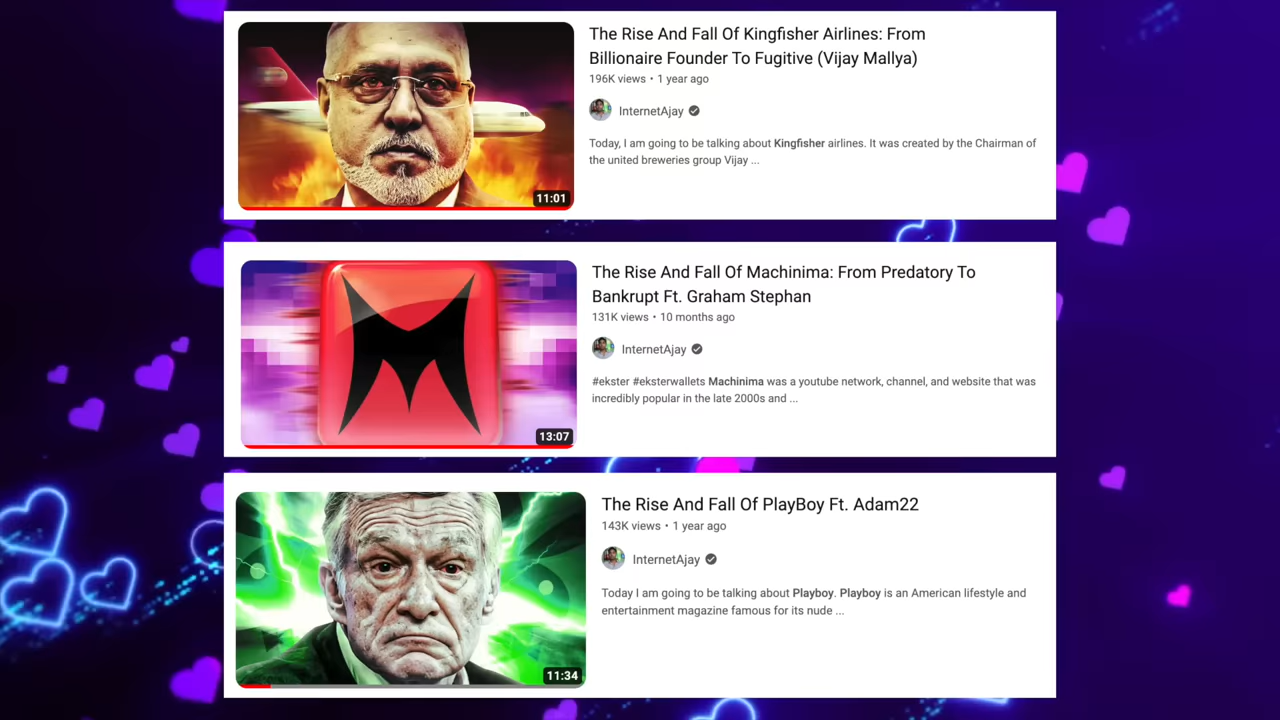 The Rise And Fall Of Kingfisher Airlines: From
Billionaire Founder To Fugitive (Vijay Mallya)
196K views • 1 year ago
InternetAjay
Today, I am going to be talking about Kingfisher airlines. It was created by the Chairman of
the united breweries group Vijay ...
11:01
The Rise And Fall Of Machinima: From Predatory To
Bankrupt Ft. Graham Stephan
131K views • 10 months ago
InternetAjay
#ekster #eksterwallets Machinima was a youtube network, channel, and website that was
incredibly popular in the late 2000s and ...
13:07
The Rise And Fall Of PlayBoy Ft. Adam22
143K views • 1 year ago
InternetAjay
Today I am going to be talking about Playboy. Playboy is an American lifestyle and
entertainment magazine famous for its nude ...
11:34